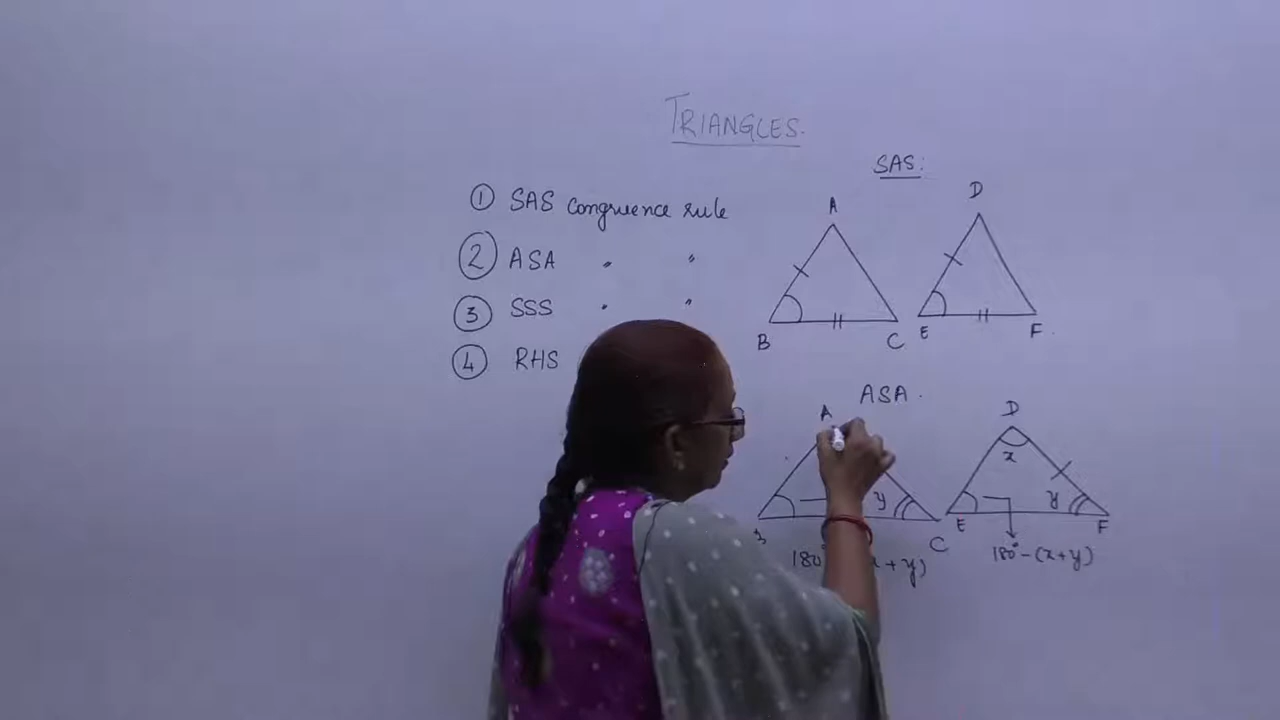 TRIANGLES.
SAS:
① SAS congruence rule
② ASA " "
③ SSS " "
④ RHS
A
B
C
D
E
F
ASA.
A
B
C
y
180°
x + y)
D
x
E
y
F
180° - (x + y)